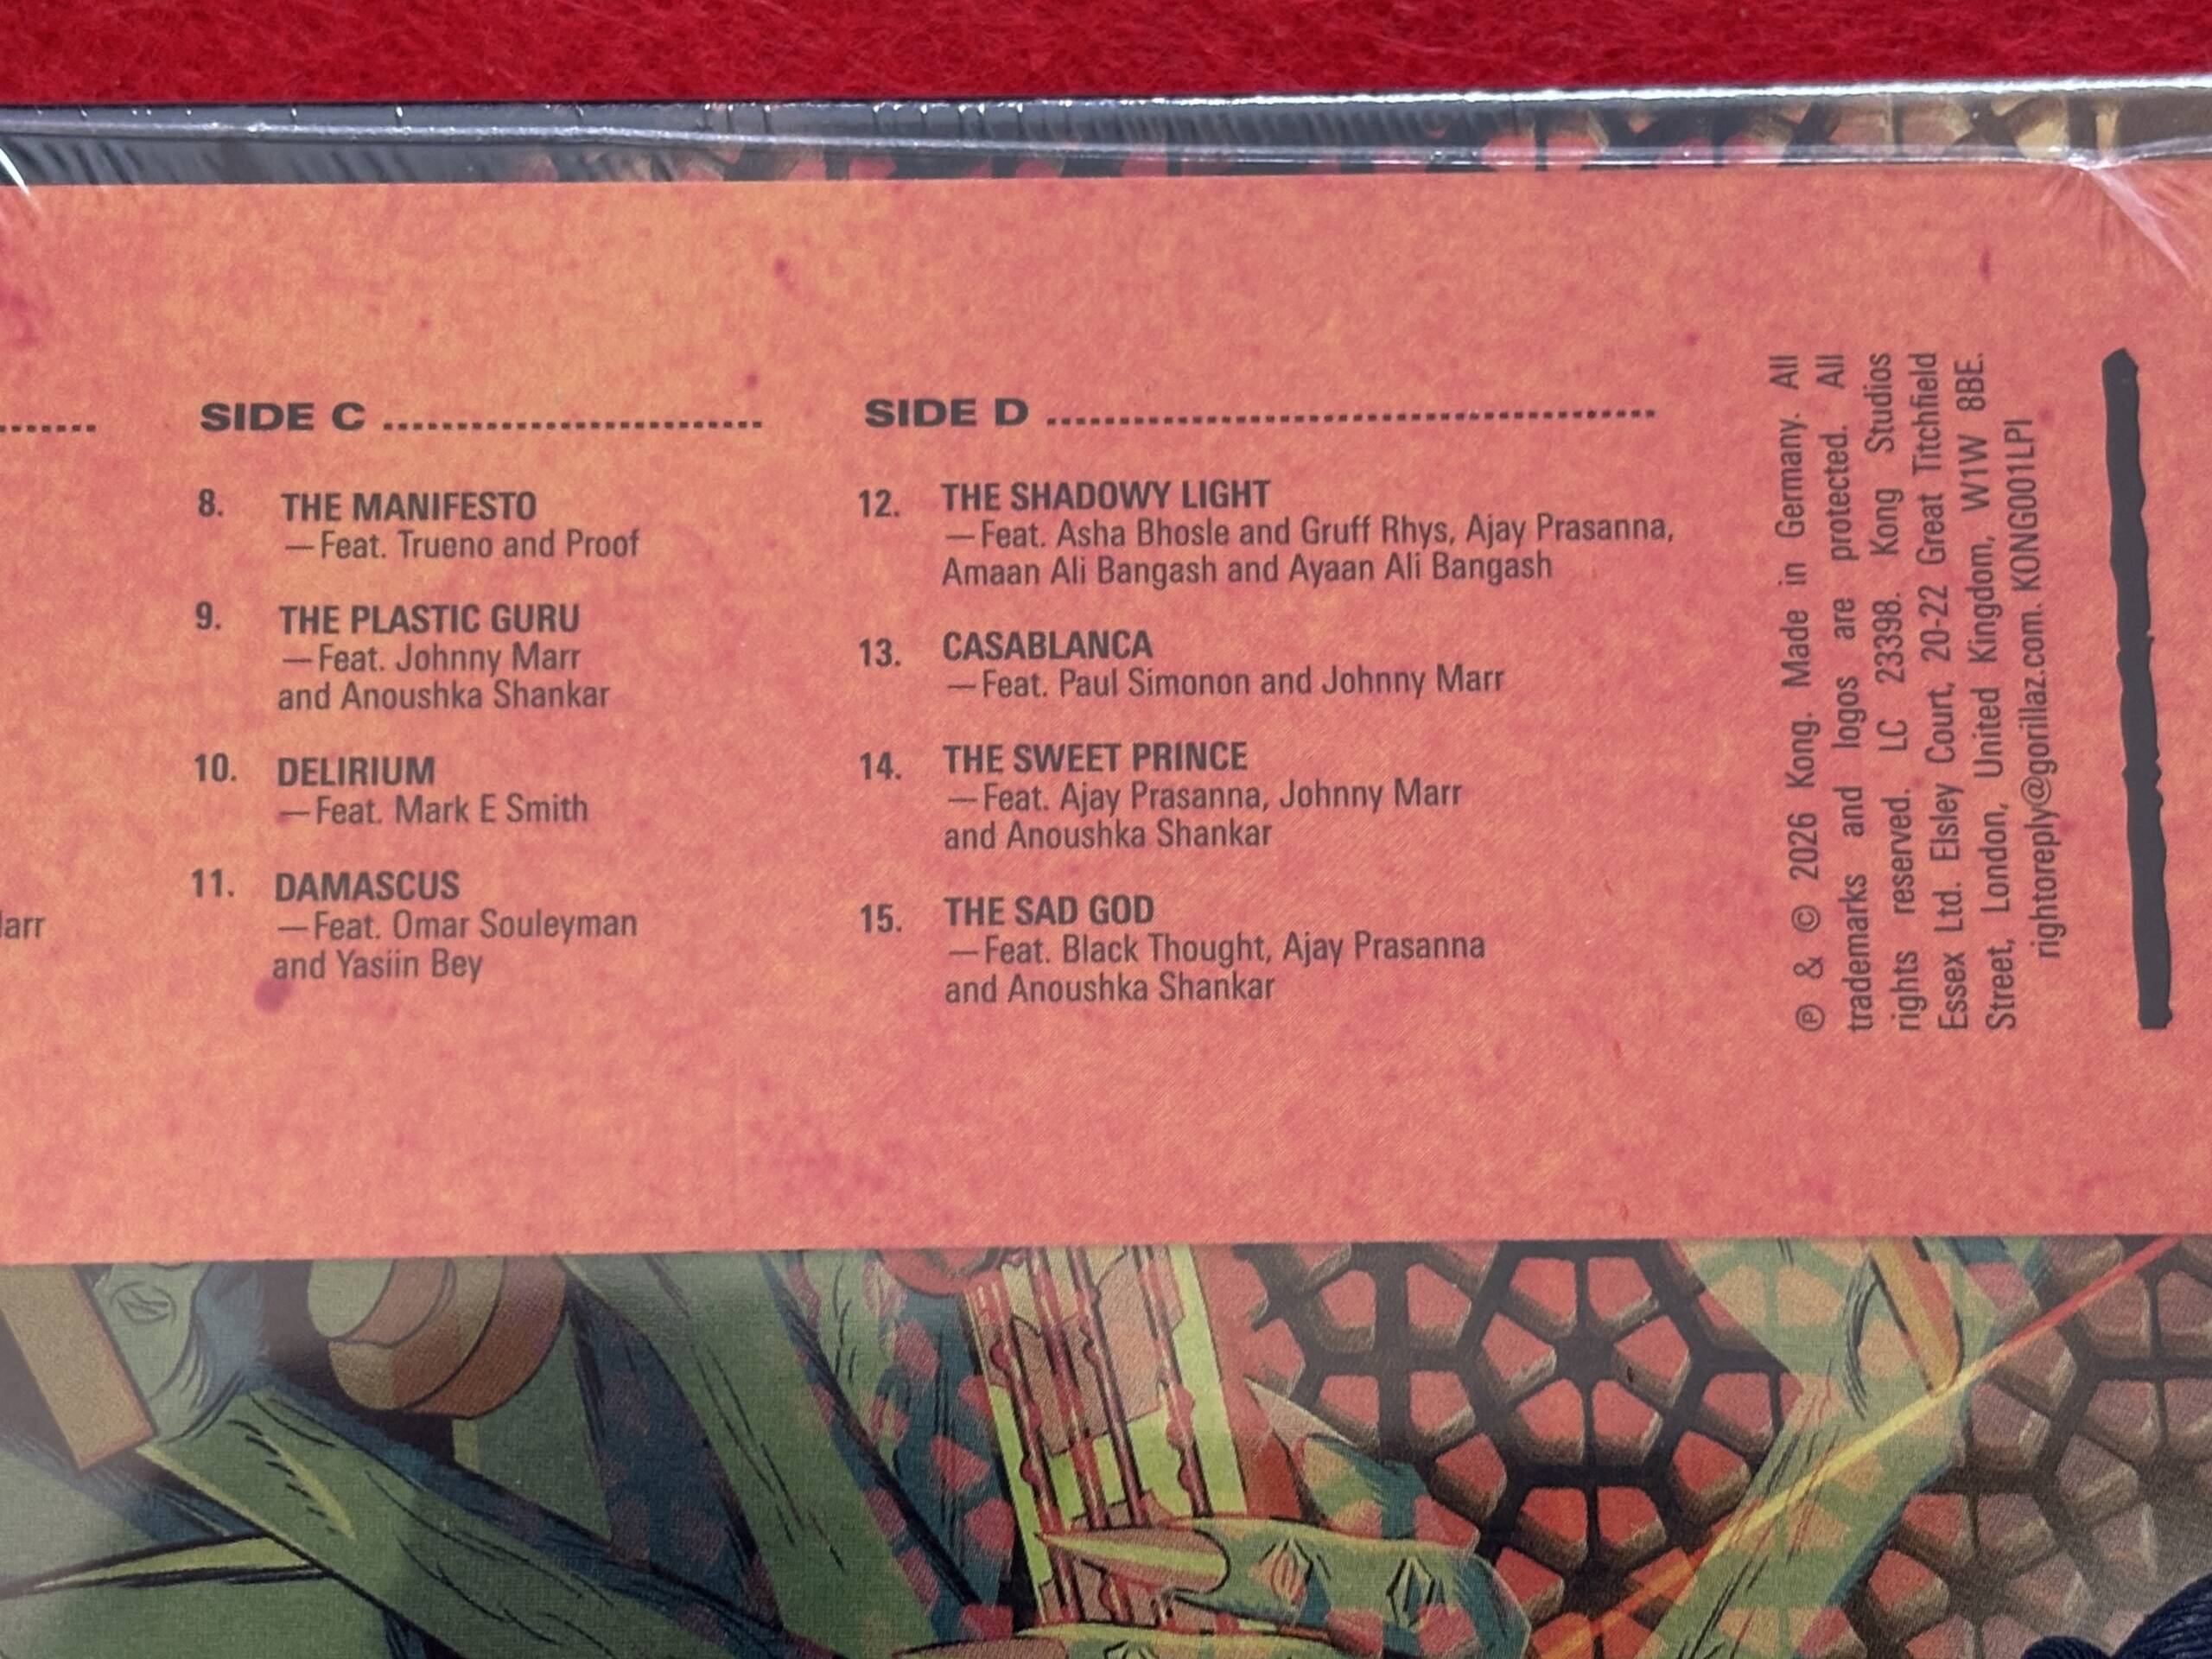 SIDE C
8. THE MANIFESTO
—Feat. Trueno and Proof
9. THE PLASTIC GURU
—Feat. Johnny Marr
and Anoushka Shankar
10. DELIRIUM
—Feat. Mark E Smith
11. DAMASCUS
—Feat. Omar Souleyman
and Yasiin Bey
SIDE D
12. THE SHADOWY LIGHT
—Feat. Asha Bhosle and Gruff Rhys, Ajay Prasanna,
Amaan Ali Bangash and Ayaan Ali Bangash
13. CASABLANCA
—Feat. Paul Simonon and Johnny Marr
14. THE SWEET PRINCE
—Feat. Ajay Prasanna, Johnny Marr
and Anoushka Shankar
15. THE SAD GOD
—Feat. Black Thought, Ajay Prasanna
and Anoushka Shankar
℗ & © 2026 Kong. Made in Germany. All
trademarks and logos are protected. All
rights reserved. LC 23398. Kong Studios
Essex Ltd. Elsley Court, 20-22 Great Titchfield
Street, London, United Kingdom, W1W 8BE.
rightoreply@gorillaz.com. KONG001LPI